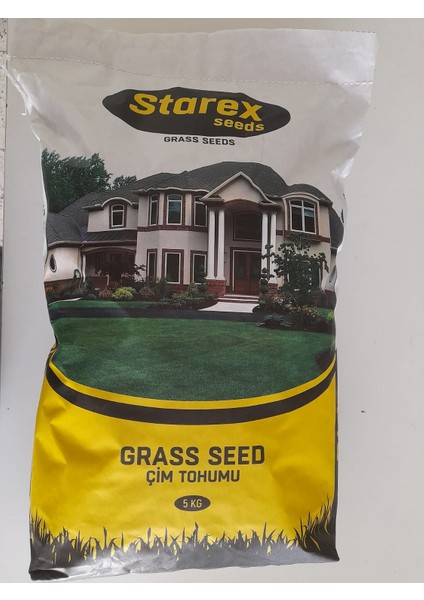 Starex
seeds
GRASS SEEDS
GRASS SEED
ÇİM TOHUMU
5 KG